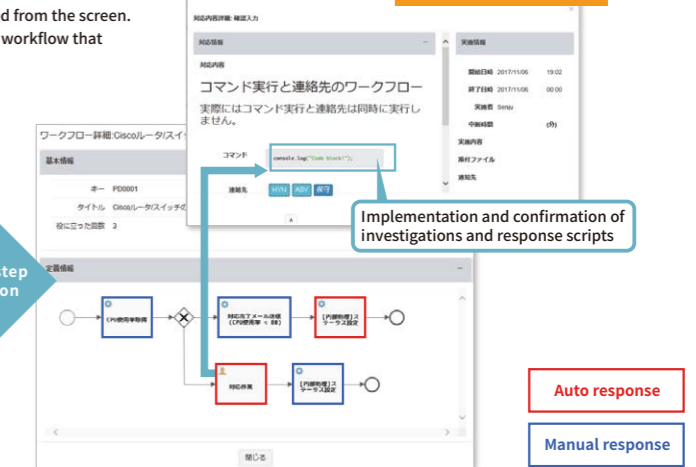 d from the screen.
workflow that
対応内容詳細: 確認入力
対応情報
対応内容
コマンド実行と連絡先のワークフロー
実際にはコマンド実行と連絡先は同時に実行し
ません。
コマンド
console.log("Code block!");
連絡先
HYN
ASV
保守
実施情報
開始日時 2017/11/06 19:02
終了日時 2017/11/06 00:00
実施者 Senju
中断時間 (分)
実施内容
添付ファイル
通知先
Implementation and confirmation of
investigations and response scripts
ワークフロー詳細:Ciscoルータ/スイ
基本情報
キー PD0001
タイトル Ciscoルータ/スイッチの
役に立った回数 3
step
on
定義情報
CPU使用率取得
対応完了メール送信
(CPU使用率 < 80)
[内部処理]ス
テータス設定
対応作業
[内部処理]ス
テータス設定
閉じる
Auto response
Manual response